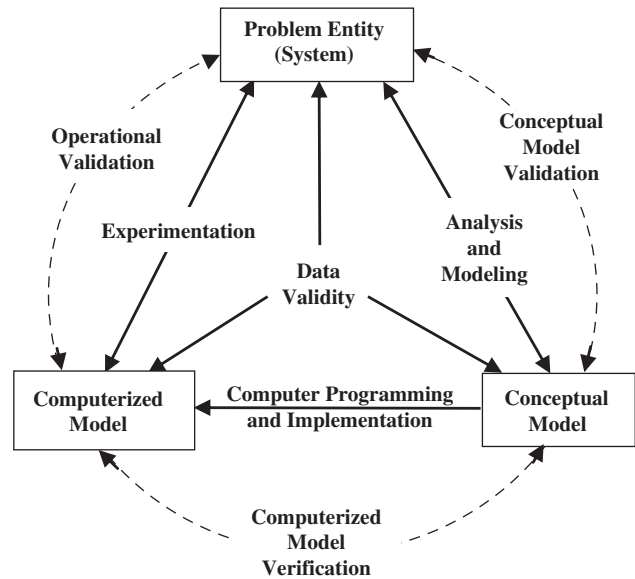 Problem Entity
(System)
Operational
Validation
Conceptual
Model
Validation
Experimentation
Analysis
and
Modeling
Data
Validity
Computerized
Model
Computer Programming
and Implementation
Conceptual
Model
Computerized
Model
Verification